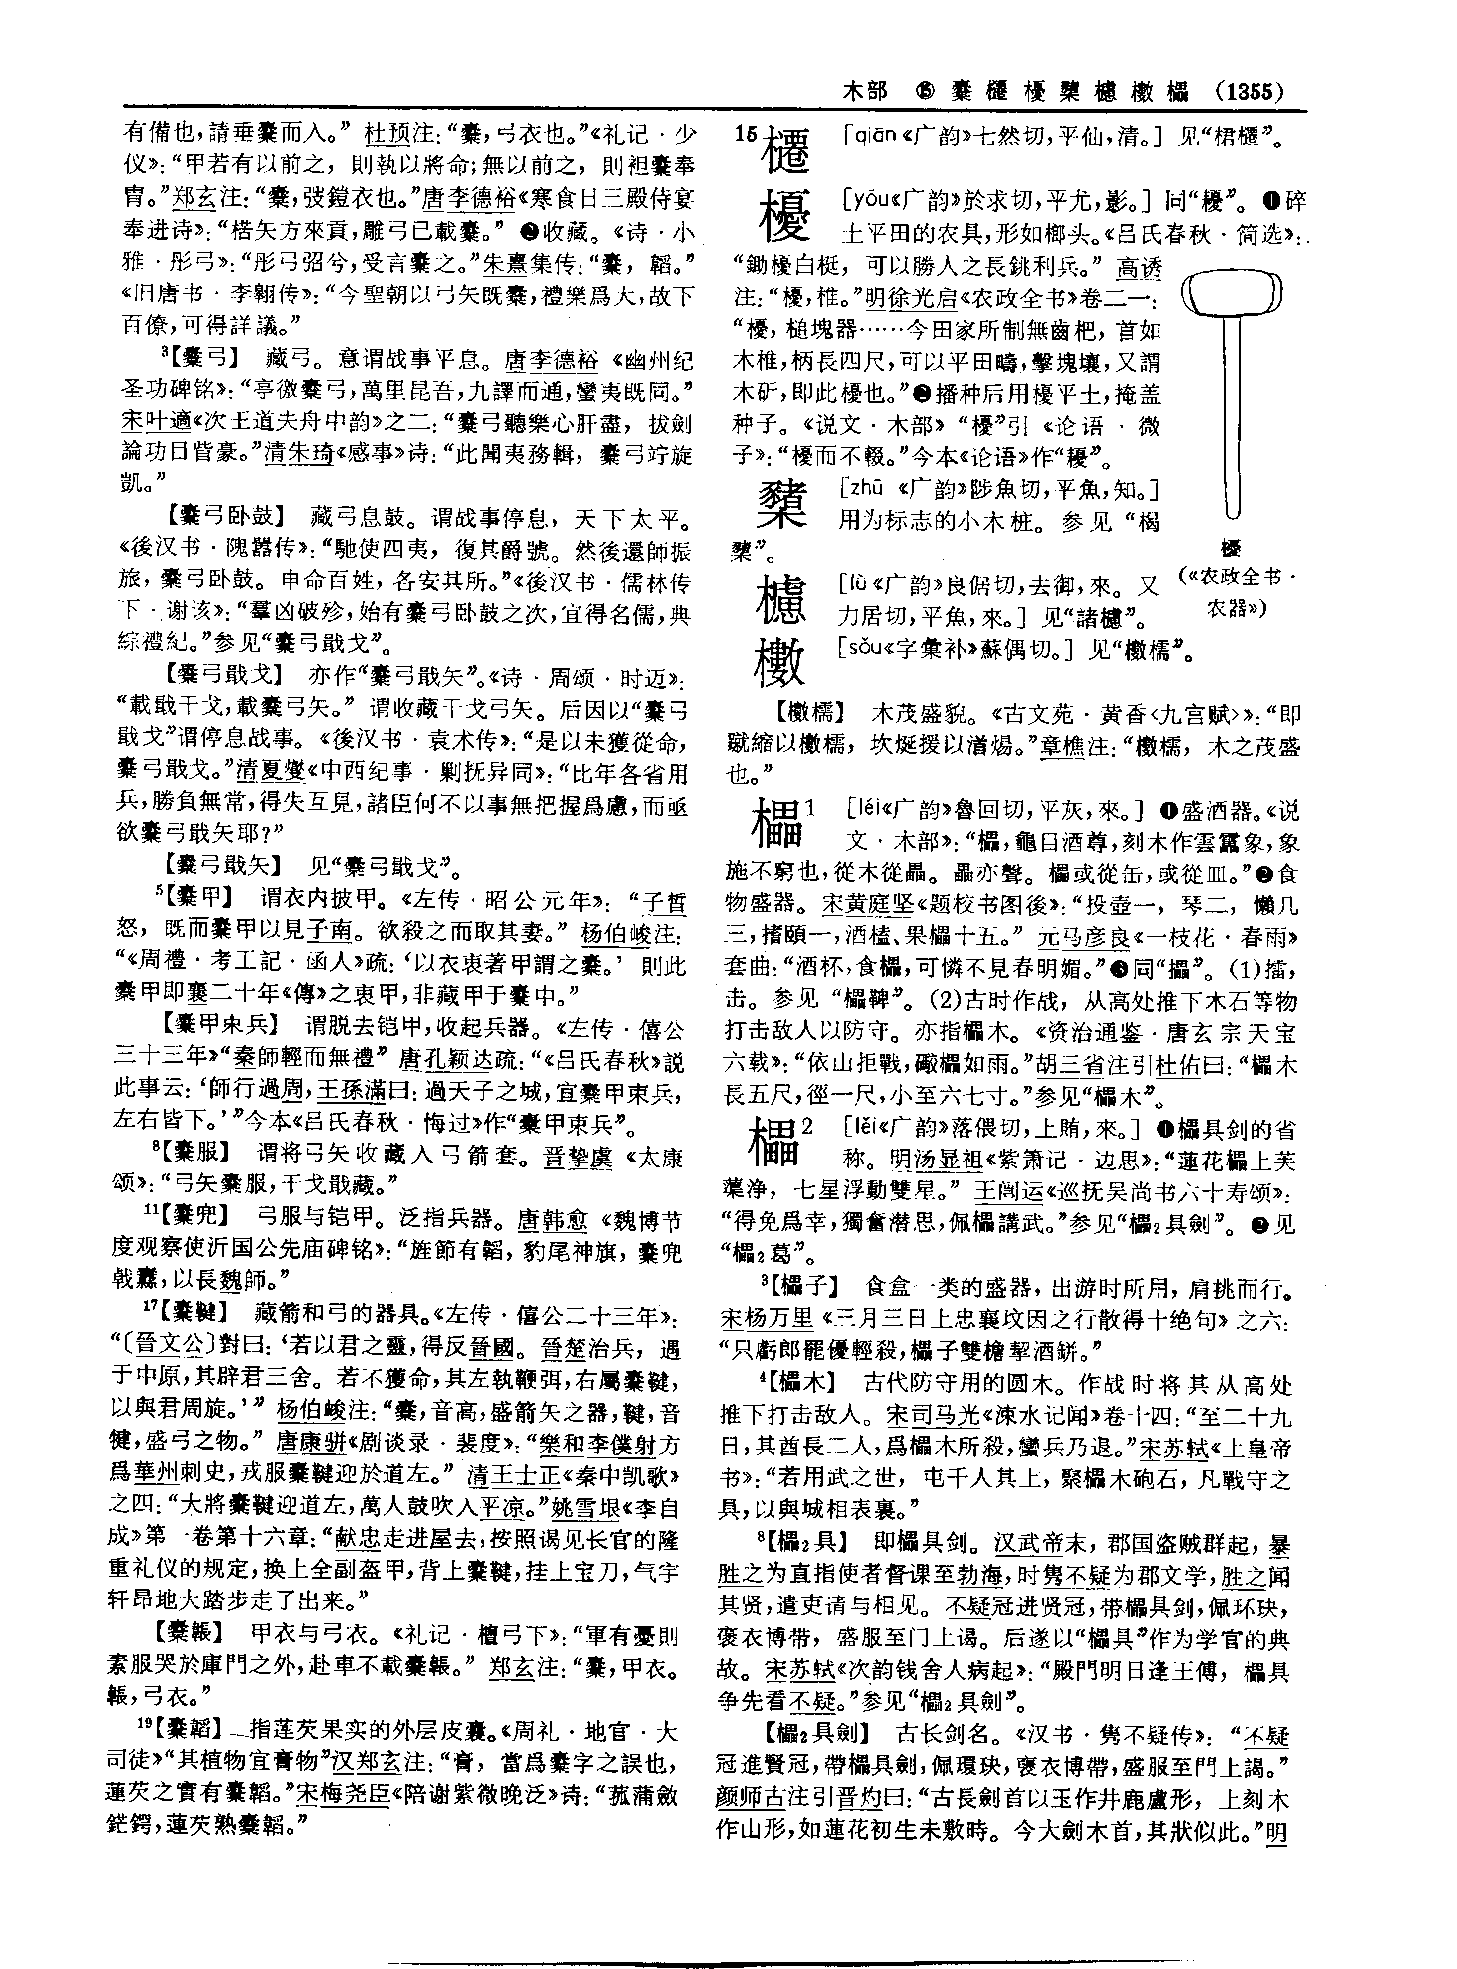 木部 ⑮ 櫜櫏櫌櫫櫖櫢櫑 (1355)
有備也,請垂櫜而入。”杜预注:“櫜,弓衣也。”《礼记·少
仪》:“甲若有以前之,則執以將命;無以前之,則袒櫜奉
胄。”郑玄注:“櫜,弢鎧衣也。”唐李德裕《寒食日三殿侍宴
奉进诗》:“楛矢方來貢,雕弓已載櫜。”❷收藏。《诗·小
雅·彤弓》:“彤弓弨兮,受言櫜之。”朱熹集传:“櫜,韜。”
《旧唐书·李翱传》:“今聖朝以弓矢既櫜,禮樂爲大,故下
百僚,可得詳議。”
³【櫜弓】 藏弓。意谓战事平息。唐李德裕《幽州纪
圣功碑铭》:“亭徼櫜弓,萬里昆吾,九譯而通,蠻夷既同。”
宋叶適《次王道夫舟中韵》之二:“櫜弓聽樂心肝盡,拔劍
論功日皆豪。”清朱琦《感事》诗:“此聞夷務輯,櫜弓竚旋
凱。”
【櫜弓卧鼓】 藏弓息鼓。谓战事停息,天下太平。
《後汉书·隗嚣传》:“馳使四夷,復其爵號。然後還師振
旅,櫜弓卧鼓。申命百姓,各安其所。”《後汉书·儒林传
下·谢该》:“羣凶破殄,始有櫜弓卧鼓之次,宜得名儒,典
綜禮紀。”参见“櫜弓戢戈”。
【櫜弓戢戈】 亦作“櫜弓戢矢”。《诗·周颂·时迈》:
“載戢干戈,載櫜弓矢。”谓收藏干戈弓矢。后因以“櫜弓
戢戈”谓停息战事。《後汉书·袁术传》:“是以未獲從命,
櫜弓戢戈。”清夏燮《中西纪事·剿抚异同》:“比年各省用
兵,勝負無常,得失互見,諸臣何不以事無把握爲慮,而亟
欲櫜弓戢矢耶?”
【櫜弓戢矢】 见“櫜弓戢戈”。
⁵【櫜甲】 谓衣内披甲。《左传·昭公元年》:“子晳
怒,既而櫜甲以見子南。欲殺之而取其妻。”杨伯峻注:
“《周禮·考工記·函人》疏:‘以衣衷著甲謂之櫜。’則此
櫜甲即襄二十年《傳》之衷甲,非藏甲于櫜中。”
【櫜甲束兵】 谓脱去铠甲,收起兵器。《左传·僖公
三十三年》“秦師輕而無禮”唐孔颖达疏:“《吕氏春秋》説
此事云:‘師行過周,王孫滿曰:過天子之城,宜櫜甲束兵,
左右皆下。’”今本《吕氏春秋·悔过》作“櫜甲束兵”。
⁸【櫜服】 谓将弓矢收藏入弓箭套。晋挚虞《太康
颂》:“弓矢櫜服,干戈戢藏。”
¹¹【櫜兜】 弓服与铠甲。泛指兵器。唐韩愈《魏博节
度观察使沂国公先庙碑铭》:“旌節有韜,豹尾神旗,櫜兜
戟纛,以長魏師。”
¹⁷【櫜鞬】 藏箭和弓的器具。《左传·僖公二十三年》:
“〔晉文公〕對曰:‘若以君之靈,得反晉國。晉楚治兵,遇
于中原,其辟君三舍。若不獲命,其左執鞭弭,右屬櫜鞬,
以與君周旋。’”杨伯峻注:“櫜,音高,盛箭矢之器,鞬,音
犍,盛弓之物。”唐康骈《剧谈录·裴度》:“樂和李僕射方
爲華州刺史,戎服櫜鞬迎於道左。”清王士正《秦中凯歌》
之四:“大將櫜鞬迎道左,萬人鼓吹入平凉。”姚雪垠《李自
成》第一卷第十六章:“献忠走进屋去,按照谒见长官的隆
重礼仪的规定,换上全副盔甲,背上櫜鞬,挂上宝刀,气宇
轩昂地大踏步走了出来。”
【櫜韔】 甲衣与弓衣。《礼记·檀弓下》:“軍有憂則
素服哭於庫門之外,赴車不載櫜韔。”郑玄注:“櫜,甲衣。
韔,弓衣。”
¹⁹【櫜韜】 指莲芡果实的外层皮囊。《周礼·地官·大
司徒》“其植物宜膏物”汉郑玄注:“膏,當爲櫜字之誤也,
蓮芡之實有櫜韜。”宋梅尧臣《陪谢紫微晚泛》诗:“菰蒲斂
鋩鍔,蓮芡熟櫜韜。”
15 櫏 [qiān《广韵》七然切,平仙,清。] 见“桾櫏”。
櫌 [yōu《广韵》於求切,平尤,影。] 同“耰”。❶碎
土平田的农具,形如榔头。《吕氏春秋·简选》:
“鋤櫌白梃,可以勝人之長銚利兵。”高诱
注:“櫌,椎。”明徐光启《农政全书》卷二一:
“櫌,槌塊器……今田家所制無齒杷,首如
木椎,柄長四尺,可以平田疇,擊塊壤,又謂
木斫,即此櫌也。”❷播种后用櫌平土,掩盖
种子。《说文·木部》“櫌”引《论语·微
子》:“櫌而不輟。”今本《论语》作“耰”。
櫫 [zhū《广韵》陟魚切,平魚,知。]
用为标志的小木桩。参见“楬
櫫”。
櫌
(《农政全书·
农器》)
櫖 [lǜ《广韵》良倨切,去御,來。又
力居切,平魚,來。] 见“諸櫖”。
櫢 [sǒu《字彙补》蘇偶切。] 见“櫢檽”。
【櫢檽】 木茂盛貌。《古文苑·黄香〈九宫赋〉》:“即
蹴縮以櫢檽,坎烻援以㵽煬。”章樵注:“櫢檽,木之茂盛
也。”
櫑1 [léi《广韵》魯回切,平灰,來。] ❶盛酒器。《说
文·木部》:“櫑,龜目酒尊,刻木作雲靁象,象
施不窮也,從木從畾。畾亦聲。櫑或從缶,或從皿。”❷食
物盛器。宋黄庭坚《题校书图後》:“投壺一,琴二,懶几
三,搘頤一,酒榼、果櫑十五。”元马彦良《一枝花·春雨》
套曲:“酒杯,食櫑,可憐不見春明媚。”❸同“攂”。(1)擂,
击。参见“櫑鞞”。(2)古时作战,从高处推下木石等物
打击敌人以防守。亦指櫑木。《资治通鉴·唐玄宗天宝
六载》:“依山拒戰,礮櫑如雨。”胡三省注引杜佑曰:“櫑木
長五尺,徑一尺,小至六七寸。”参见“櫑木”。
櫑2 [lěi《广韵》落偎切,上賄,來。] ❶櫑具剑的省
称。明汤显祖《紫箫记·边思》:“蓮花櫑上芙
蕖净,七星浮動雙星。”王闿运《巡抚吴尚书六十寿颂》:
“得免爲幸,獨奮潛思,佩櫑講武。”参见“櫑₂具劍”。❷见
“櫑₂葛”。
³【櫑子】 食盒一类的盛器,出游时所用,肩挑而行。
宋杨万里《三月三日上忠襄坟因之行散得十绝句》之六:
“只虧郎罷優輕殺,櫑子雙檐挈酒缾。”
⁴【櫑木】 古代防守用的圆木。作战时将其从高处
推下打击敌人。宋司马光《涑水记闻》卷十四:“至二十九
日,其酋長二人,爲櫑木所殺,蠻兵乃退。”宋苏轼《上皇帝
书》:“若用武之世,屯千人其上,聚櫑木砲石,凡戰守之
具,以與城相表裏。”
⁸【櫑₂具】 即櫑具剑。汉武帝末,郡国盗贼群起,暴
胜之为直指使者督课至勃海,时隽不疑为郡文学,胜之闻
其贤,遣吏请与相见。不疑冠进贤冠,带櫑具剑,佩环玦,
褒衣博带,盛服至门上谒。后遂以“櫑具”作为学官的典
故。宋苏轼《次韵钱舍人病起》:“殿門明日逢王傅,櫑具
争先看不疑。”参见“櫑₂具劍”。
【櫑₂具劍】 古长剑名。《汉书·隽不疑传》:“不疑
冠進賢冠,帶櫑具劍,佩環玦,襃衣博帶,盛服至門上謁。”
颜师古注引晋灼曰:“古長劍首以玉作井鹿盧形,上刻木
作山形,如蓮花初生未敷時。今大劍木首,其狀似此。”明